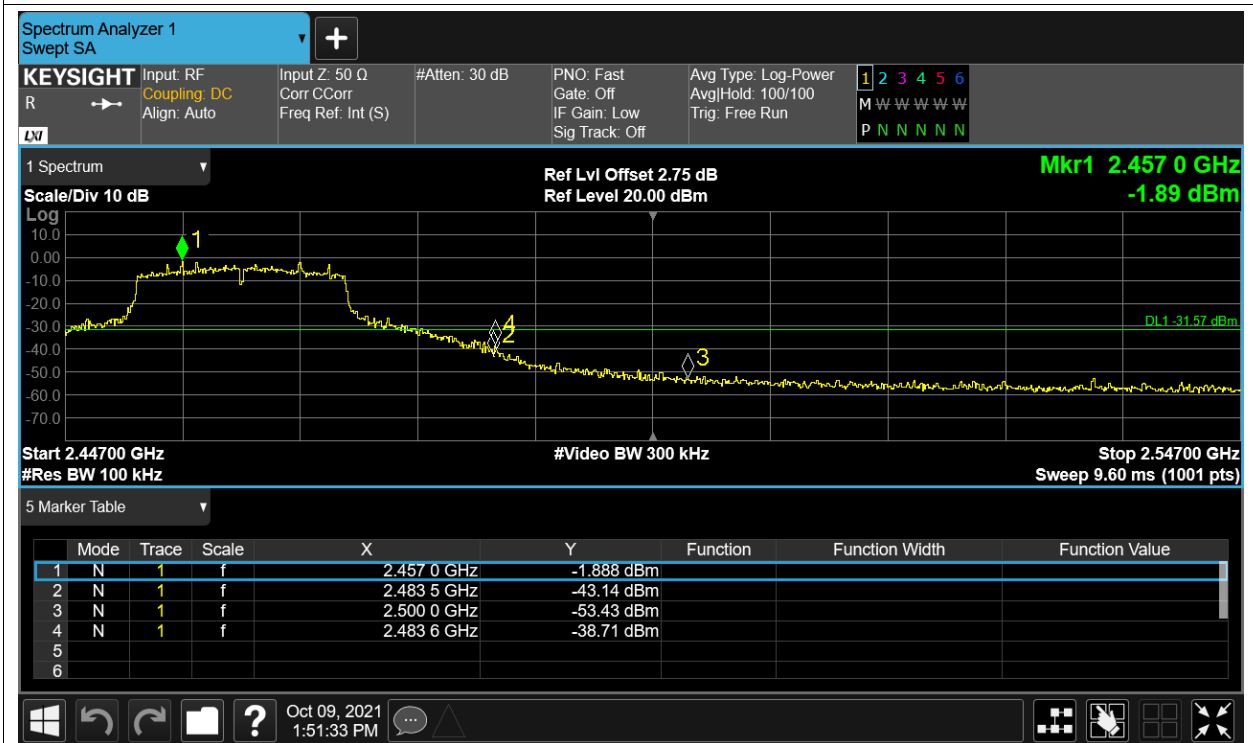 Spectrum Analyzer 1
Swept SA
+
KEYSIGHT Input: RF Input Z: 50 Ω #Atten: 30 dB PNO: Fast Avg Type: Log-Power 1 2 3 4 5 6
R Coupling: DC Corr CCorr Gate: Off Avg|Hold: 100/100 M W W W W W W
Align: Auto Freq Ref: Int (S) IF Gain: Low Trig: Free Run
LXI Sig Track: Off P N N N N N N
1 Spectrum Ref Lvl Offset 2.75 dB Mkr1 2.457 0 GHz
Scale/Div 10 dB Ref Level 20.00 dBm -1.89 dBm
Log
10.0
1
0.00
-10.0
-20.0
-30.0 4 DL1 -31.57 dBm
2
-40.0
3
-50.0
-60.0
-70.0
Start 2.44700 GHz #Video BW 300 kHz Stop 2.54700 GHz
#Res BW 100 kHz Sweep 9.60 ms (1001 pts)
5 Marker Table
Mode Trace Scale X Y Function Function Width Function Value
1 N 1 f 2.457 0 GHz -1.888 dBm
2 N 1 f 2.483 5 GHz -43.14 dBm
3 N 1 f 2.500 0 GHz -53.43 dBm
4 N 1 f 2.483 6 GHz -38.71 dBm
5
6
? Oct 09, 2021
1:51:33 PM